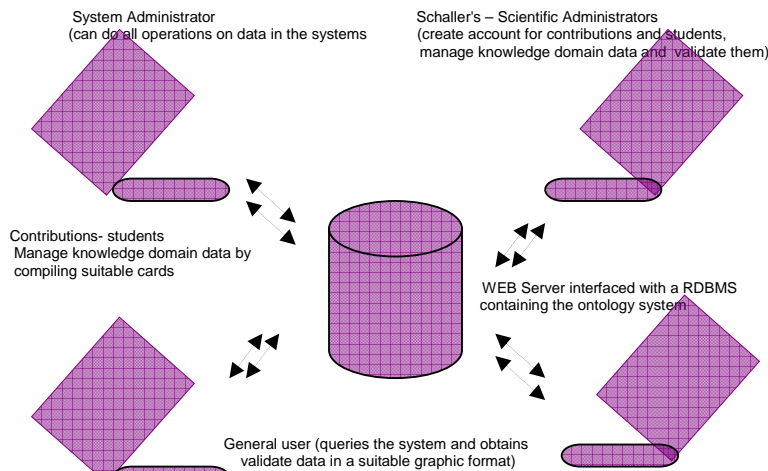 System Administrator
(can do all operations on data in the systems
Schaller's – Scientific Administrators
(create account for contributions and students,
manage knowledge domain data and validate them)
Contributions- students
Manage knowledge domain data by
compiling suitable cards
WEB Server interfaced with a RDBMS
containing the ontology system
General user (queries the system and obtains
validate data in a suitable graphic format)